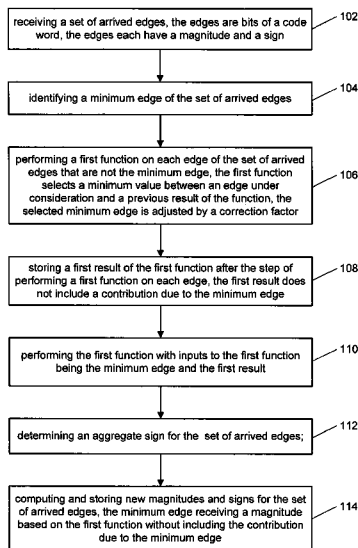 receiving a set of arrived edges, the edges are bits of a code
word, the edges each have a magnitude and a sign
102
identifying a minimum edge of the set of arrived edges
104
performing a first function on each edge of the set of arrived
edges that are not the minimum edge, the first function
selects a minimum value between an edge under
consideration and a previous result of the function, the
selected minimum edge is adjusted by a correction factor
106
storing a first result of the first function after the step of
performing a first function on each edge, the first result does
not include a contribution due to the minimum edge
108
performing the first function with inputs to the first function
being the minimum edge and the first result
110
determining an aggregate sign for the set of arrived edges;
112
computing and storing new magnitudes and signs for the set
of arrived edges, the minimum edge receiving a magnitude
based on the first function without including the contribution
due to the minimum edge
114